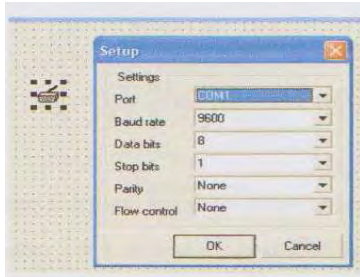 Setup
Settings
Port COM1
Baud rate 9600
Data bits 8
Stop bits 1
Parity None
Flow control None
OK Cancel